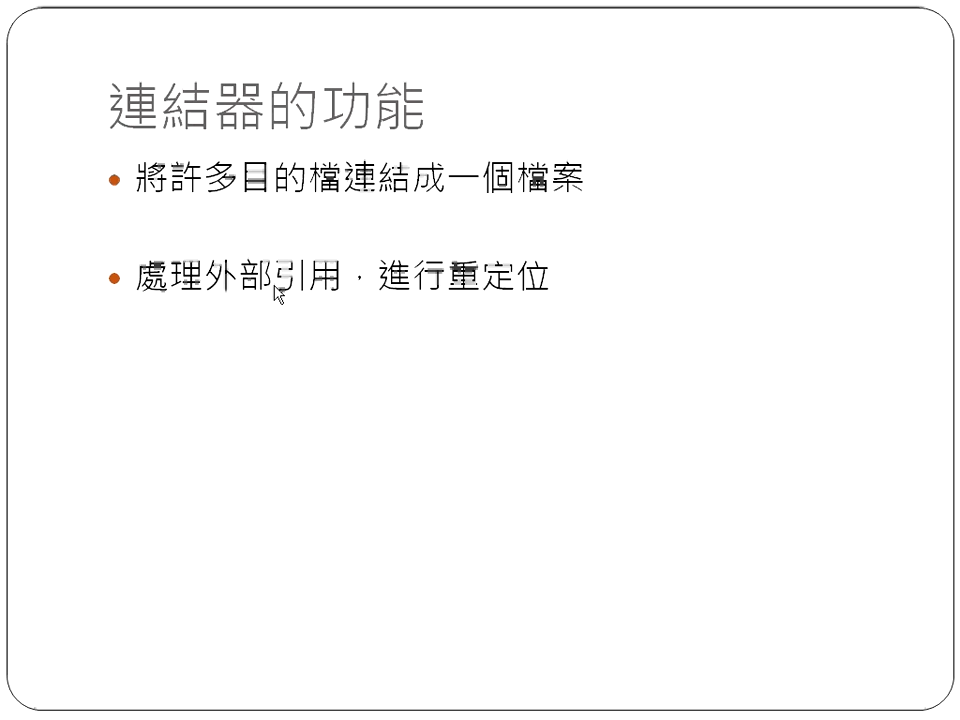 連結器的功能
將許多目的檔連結成一個檔案
處理外部引用，進行重定位